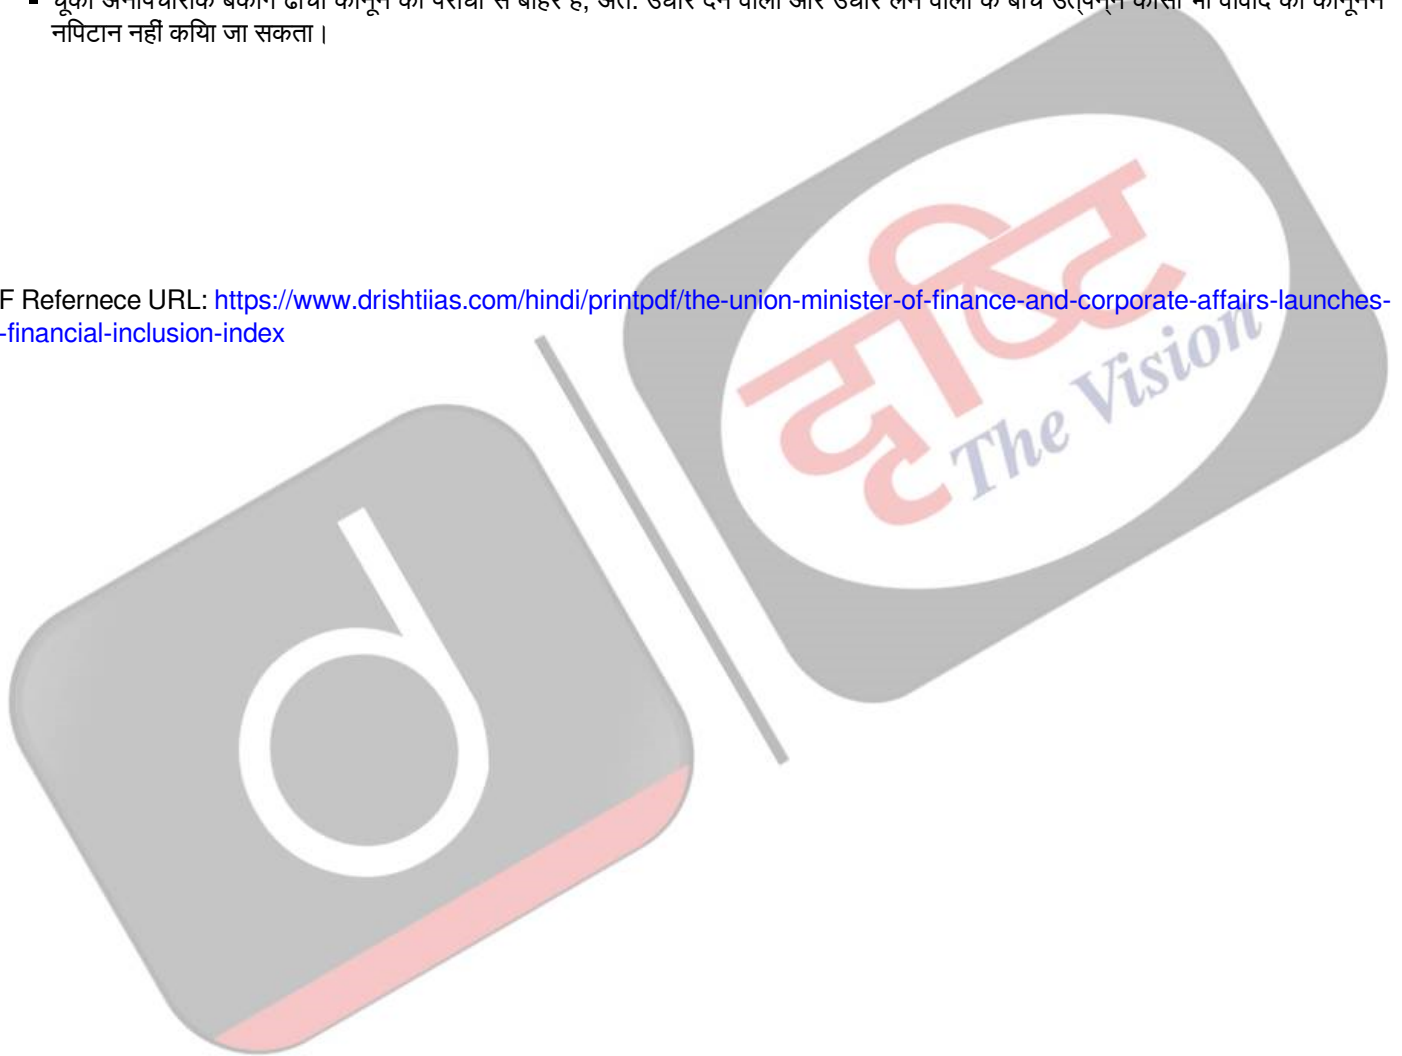 चूँकि अनौपचारिक बैंकिंग ढाँचा कानून की परिधि से बाहर है, अतः उधार देने वालों और उधार लेने वालों के बीच उत्पन्न किसी भी विवाद का कानूनन
निपटान नहीं किया जा सकता।
F Refernece URL: https://www.drishtiias.com/hindi/printpdf/the-union-minister-of-finance-and-corporate-affairs-launches-
-financial-inclusion-index
दृष्टि
The Vision
d